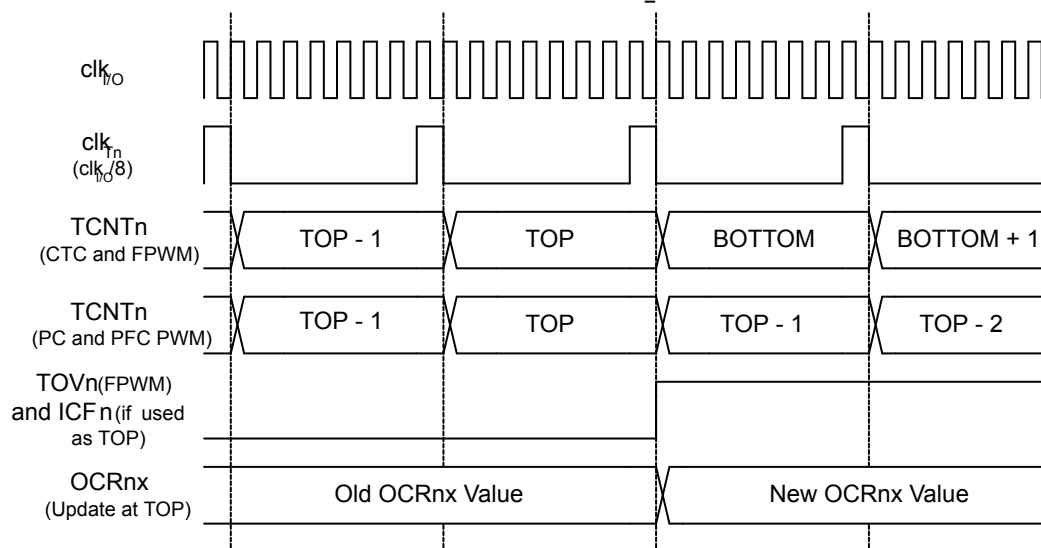 clkI/O
clkTn
(clkI/O/8)
TCNTn
(CTC and FPWM)
TOP - 1
TOP
BOTTOM
BOTTOM + 1
TCNTn
(PC and PFC PWM)
TOP - 1
TOP
TOP - 1
TOP - 2
TOVn(FPWM)
and ICFn(if used
as TOP)
OCRnx
(Update at TOP)
Old OCRnx Value
New OCRnx Value